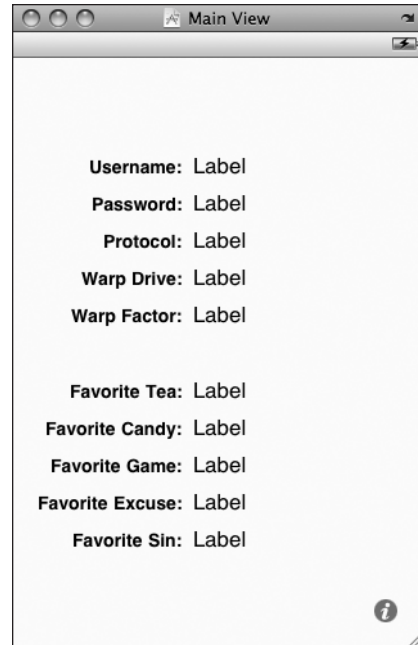 Main View
Username: Label
Password: Label
Protocol: Label
Warp Drive: Label
Warp Factor: Label
Favorite Tea: Label
Favorite Candy: Label
Favorite Game: Label
Favorite Excuse: Label
Favorite Sin: Label
i